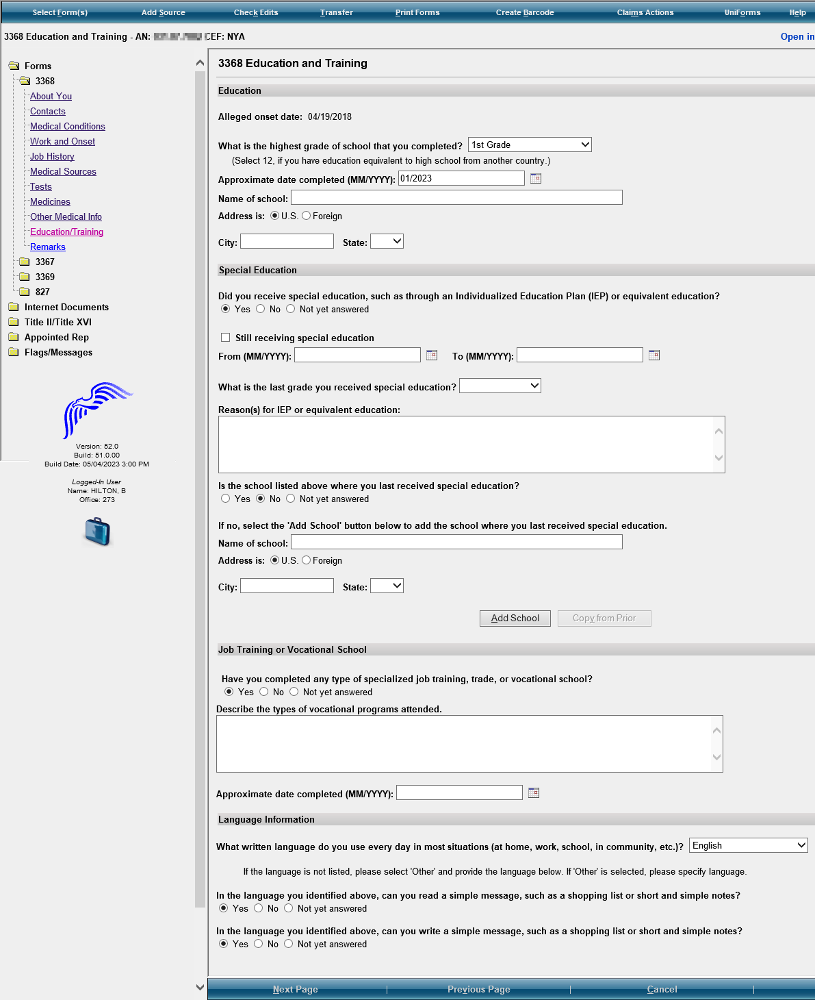 Select Form(s) Add Source Check Edits Transfer Print Forms Create Barcode Claims Actions UniForms Help
3368 Education and Training - AN: CEF: NYA Open in
Forms
3368
About You
Contacts
Medical Conditions
Work and Onset
Job History
Medical Sources
Tests
Medicines
Other Medical Info
Education/Training
Remarks
3367
3369
827
Internet Documents
Title II/Title XVI
Appointed Rep
Flags/Messages
Version: 52.0
Build: 51.0.00
Build Date: 05/04/2023 3:00 PM
Logged-In User
Name: HILTON, B
Office: 273
3368 Education and Training
Education
Alleged onset date: 04/19/2018
What is the highest grade of school that you completed? 1st Grade
(Select 12, if you have education equivalent to high school from another country.)
Approximate date completed (MM/YYYY): 01/2023
Name of school:
Address is: U.S. Foreign
City: State:
Special Education
Did you receive special education, such as through an Individualized Education Plan (IEP) or equivalent education?
Yes No Not yet answered
Still receiving special education
From (MM/YYYY): To (MM/YYYY):
What is the last grade you received special education?
Reason(s) for IEP or equivalent education:
Is the school listed above where you last received special education?
Yes No Not yet answered
If no, select the 'Add School' button below to add the school where you last received special education.
Name of school:
Address is: U.S. Foreign
City: State:
Add School Copy from Prior
Job Training or Vocational School
Have you completed any type of specialized job training, trade, or vocational school?
Yes No Not yet answered
Describe the types of vocational programs attended.
Approximate date completed (MM/YYYY):
Language Information
What written language do you use every day in most situations (at home, work, school, in community, etc.)? English
If the language is not listed, please select 'Other' and provide the language below. If 'Other' is selected, please specify language.
In the language you identified above, can you read a simple message, such as a shopping list or short and simple notes?
Yes No Not yet answered
In the language you identified above, can you write a simple message, such as a shopping list or short and simple notes?
Yes No Not yet answered
Next Page Previous Page Cancel